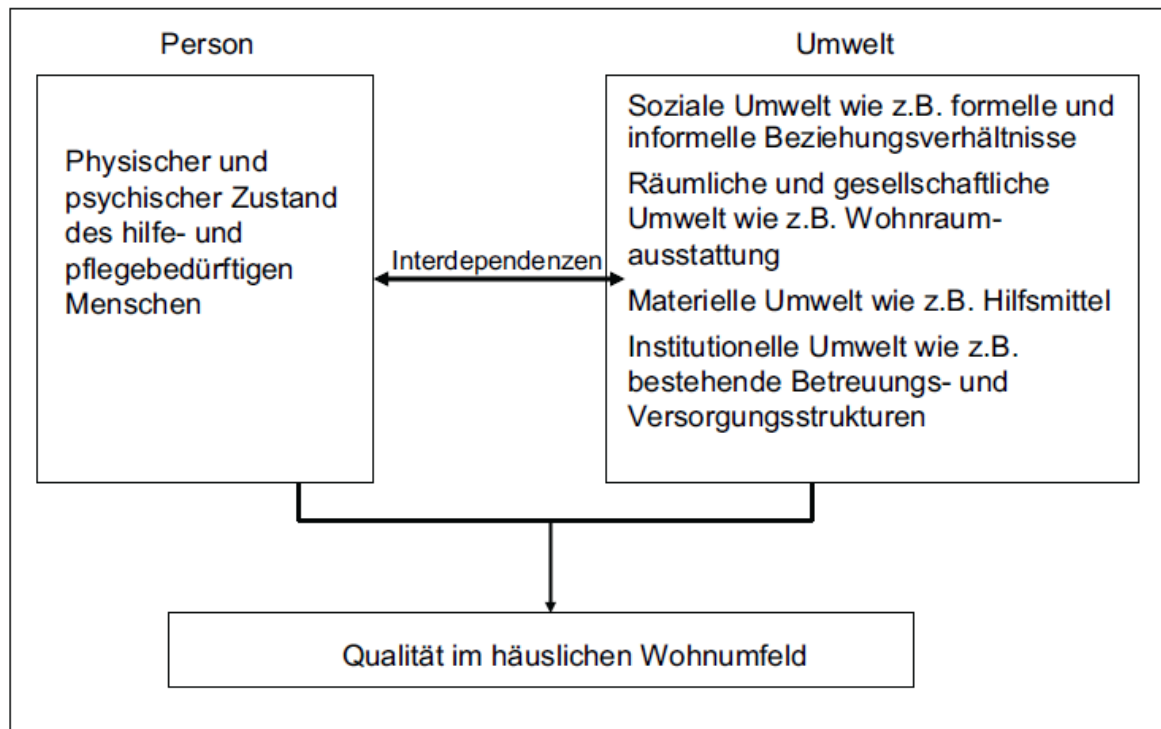 Person
Physischer und
psychischer Zustand
des hilfe- und
pflegebedürftigen
Menschen
Interdependenzen
Umwelt
Soziale Umwelt wie z.B. formelle und
informelle Beziehungsverhältnisse
Räumliche und gesellschaftliche
Umwelt wie z.B. Wohnraum-
ausstattung
Materielle Umwelt wie z.B. Hilfsmittel
Institutionelle Umwelt wie z.B.
bestehende Betreuungs- und
Versorgungsstrukturen
Qualität im häuslichen Wohnumfeld